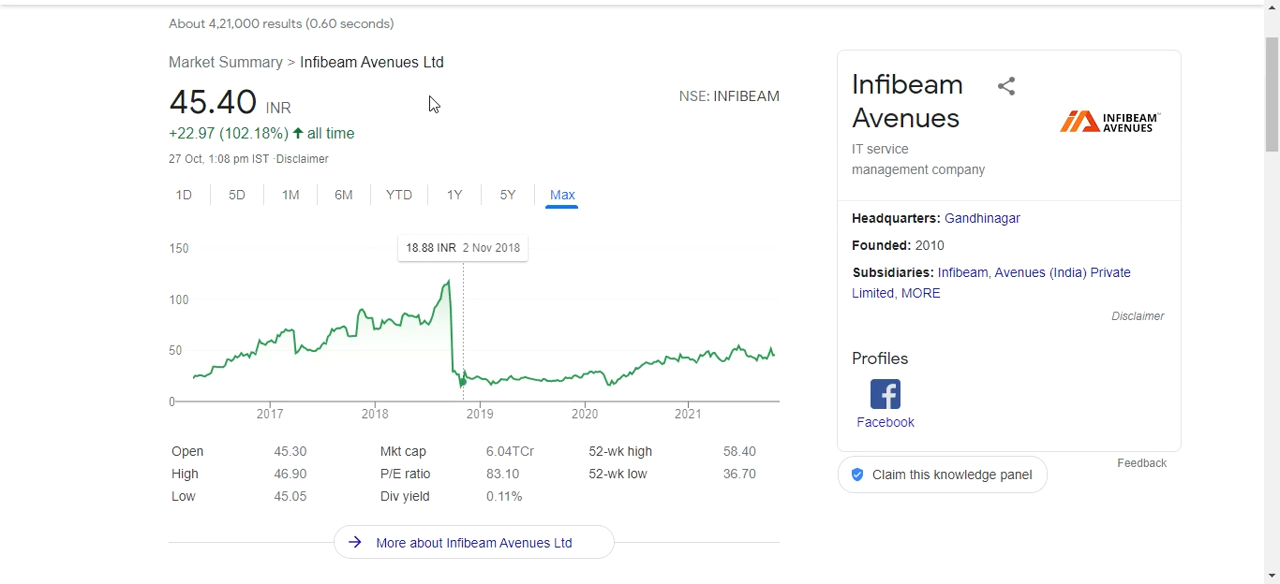 About 4,21,000 results (0.60 seconds)
Market Summary > Infibeam Avenues Ltd
45.40 INR
NSE: INFIBEAM
+22.97 (102.18%) ↑ all time
27 Oct, 1:08 pm IST ·Disclaimer
1D 5D 1M 6M YTD 1Y 5Y Max
18.88 INR 2 Nov 2018
150
100
50
0
2017 2018 2019 2020 2021
Open 45.30 Mkt cap 6.04TCr 52-wk high 58.40
High 46.90 P/E ratio 83.10 52-wk low 36.70
Low 45.05 Div yield 0.11%
→ More about Infibeam Avenues Ltd
Infibeam
Avenues
INFIBEAM™
AVENUES
IT service
management company
Headquarters: Gandhinagar
Founded: 2010
Subsidiaries: Infibeam, Avenues (India) Private
Limited, MORE
Disclaimer
Profiles
Facebook
Feedback
Claim this knowledge panel